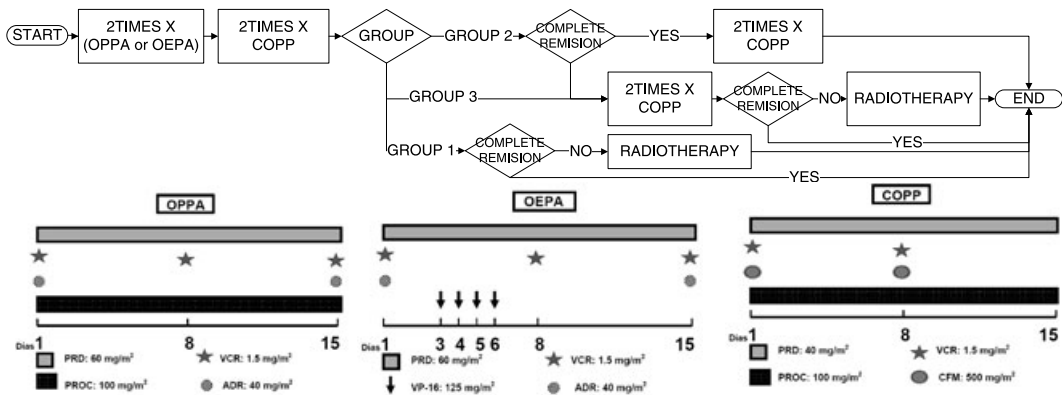 START
2TIMES X
(OPPA or OEPA)
2TIMES X
COPP
GROUP
GROUP 2
COMPLETE
REMISION
YES
2TIMES X
COPP
GROUP 3
2TIMES X
COPP
COMPLETE
REMISION
NO
RADIOTHERAPY
END
GROUP 1
COMPLETE
REMISION
NO
RADIOTHERAPY
YES
YES
OPPA
Dias 1 8 15
PRD: 60 mg/m²
VCR: 1.5 mg/m²
PROC: 100 mg/m²
ADR: 40 mg/m²
OEPA
Dias 1 3 4 5 6 8 15
PRD: 60 mg/m²
VCR: 1.5 mg/m²
VP-16: 125 mg/m²
ADR: 40 mg/m²
COPP
Dias 1 8 15
PRD: 40 mg/m²
VCR: 1.5 mg/m²
PROC: 100 mg/m²
CFM: 500 mg/m²